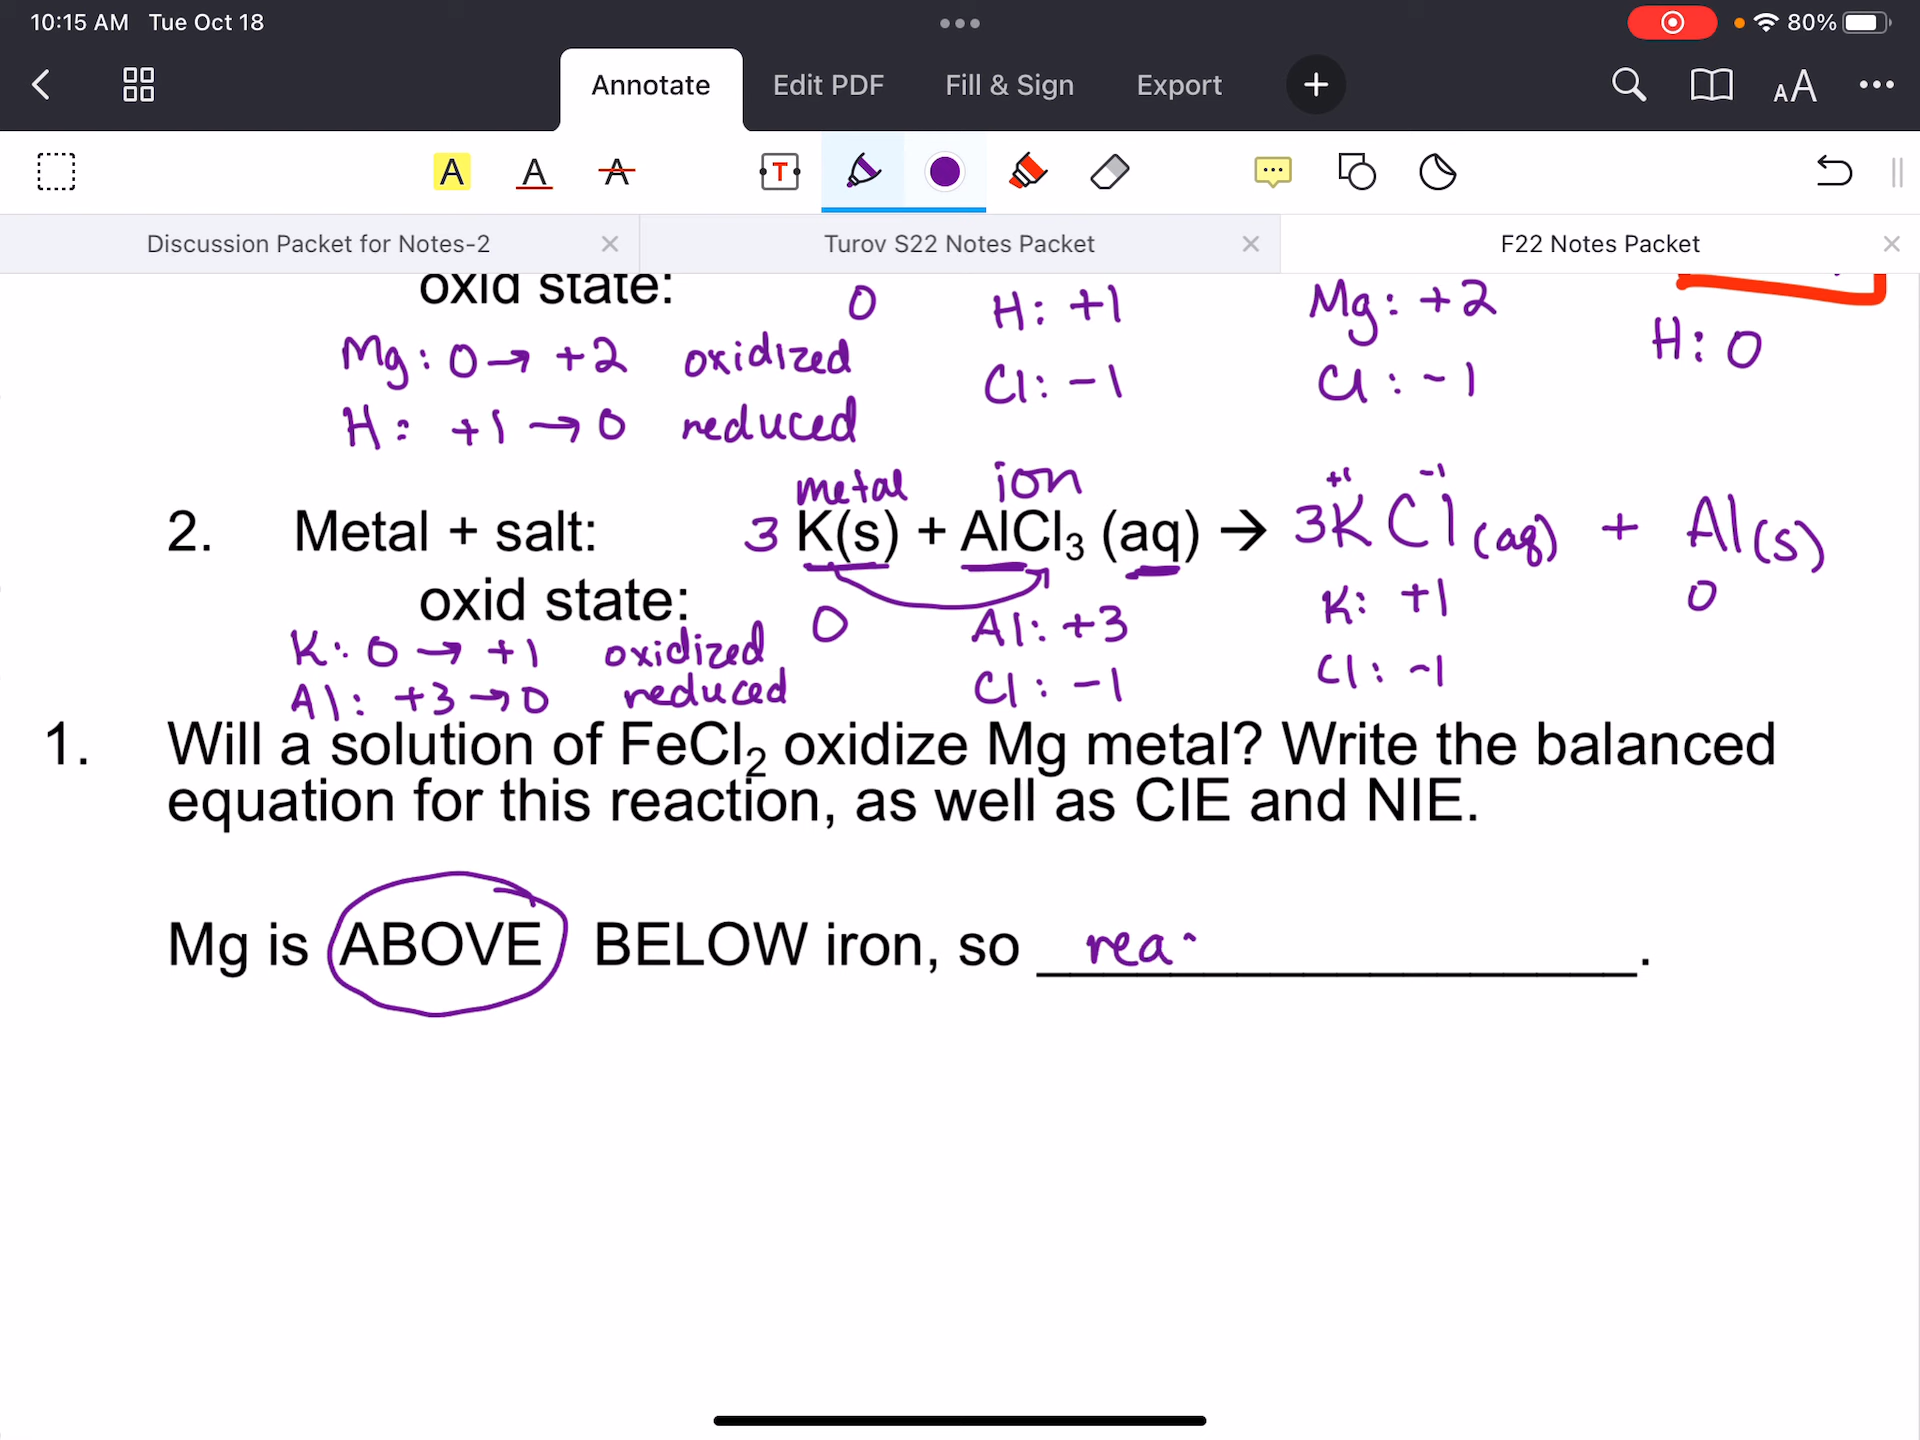 10:15 AM Tue Oct 18
80%
Annotate Edit PDF Fill & Sign Export
Discussion Packet for Notes-2 Turov S22 Notes Packet F22 Notes Packet
oxid state: 0 H: +1 Mg: +2 H: 0
Mg: 0 → +2 oxidized Cl: -1 Cl: -1
H: +1 → 0 reduced
metal ion +1 -1
2. Metal + salt: 3 K(s) + AlCl₃ (aq) → 3KCl(aq) + Al(s)
oxid state: 0 Al: +3 K: +1 0
K: 0 → +1 oxidized Cl: -1 Cl: -1
Al: +3 → 0 reduced
1. Will a solution of FeCl₂ oxidize Mg metal? Write the balanced
equation for this reaction, as well as CIE and NIE.
Mg is ABOVE BELOW iron, so rea .